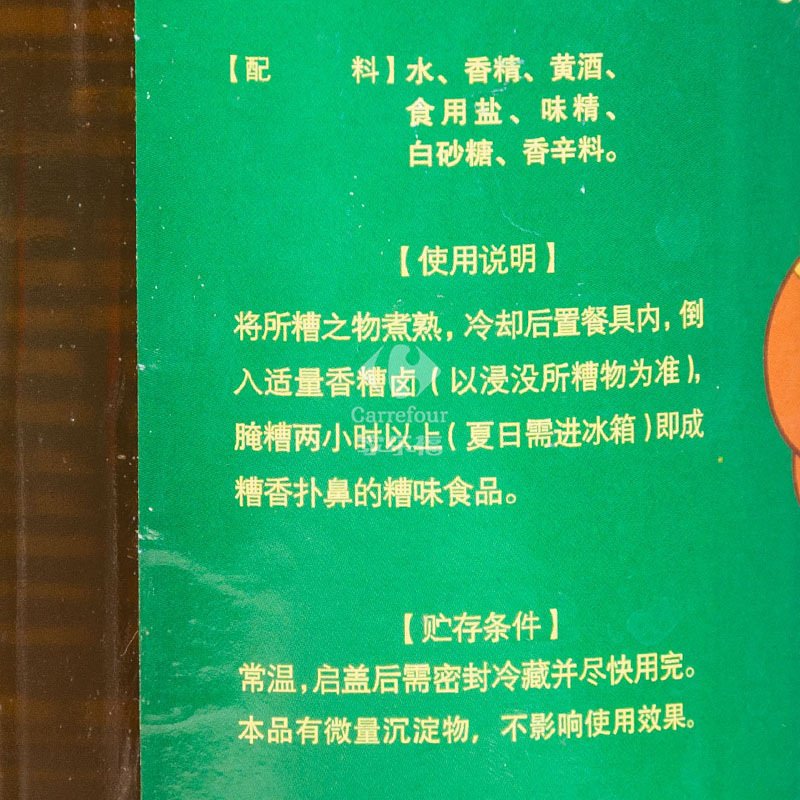 【配 料】水、香精、黄酒、
食用盐、味精、
白砂糖、香辛料。
【使用说明】
将所糟之物煮熟，冷却后置餐具内，倒
入适量香糟卤（以浸没所糟物为准），
Carrefour
家乐福
腌糟两小时以上（夏日需进冰箱）即成
糟香扑鼻的糟味食品。
【贮存条件】
常温，启盖后需密封冷藏并尽快用完。
本品有微量沉淀物，不影响使用效果。